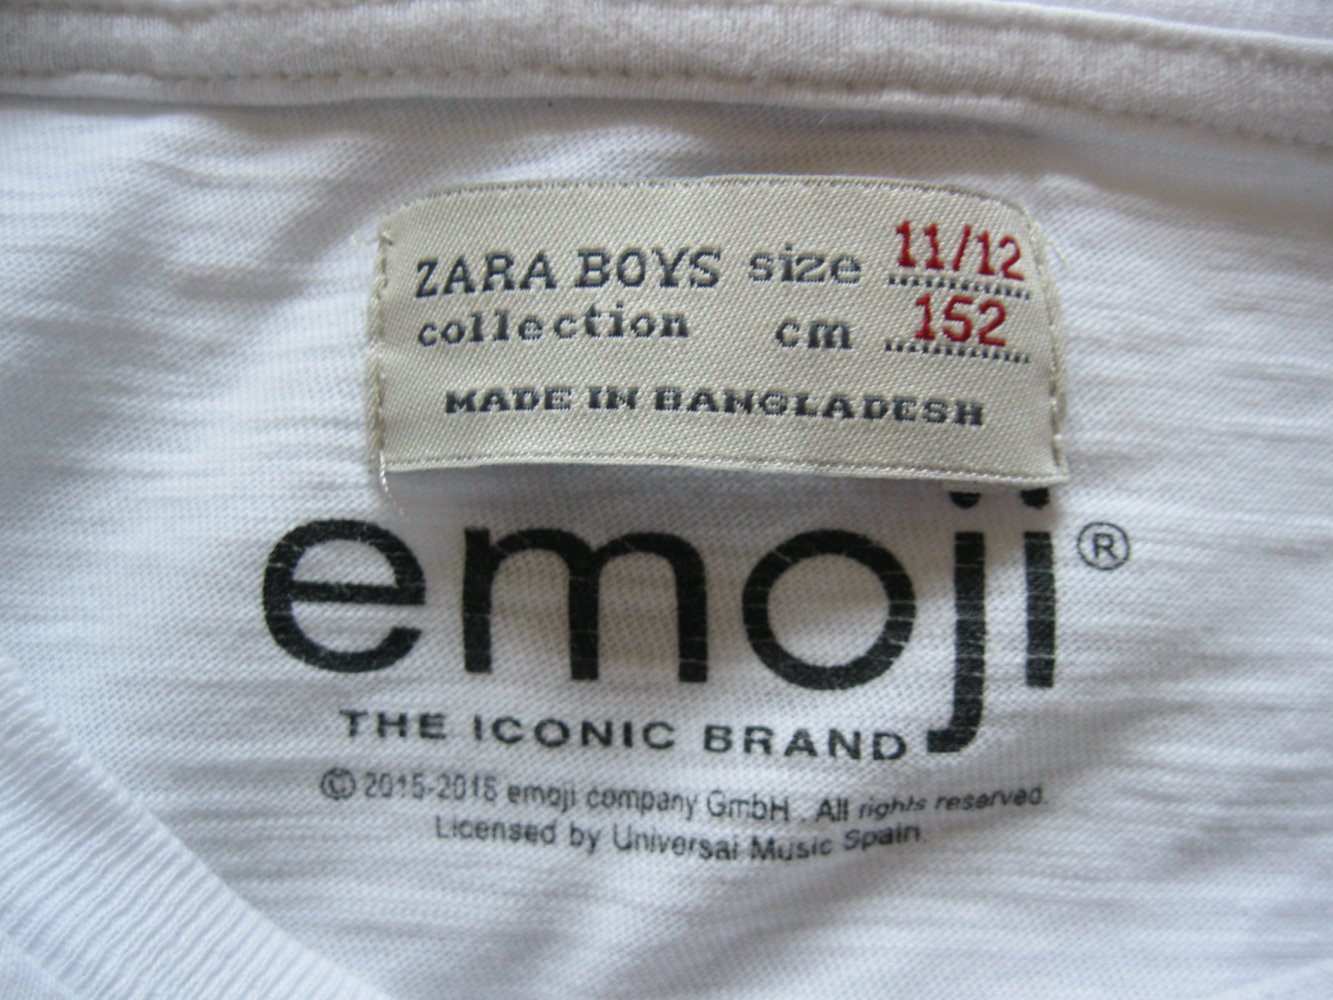 ZARA BOYS size 11/12
collection cm 152
MADE IN BANGLADESH
emoji®
THE ICONIC BRAND
© 2015-2016 emoji company GmbH . All rights reserved.
Licensed by Universal Music Spain.